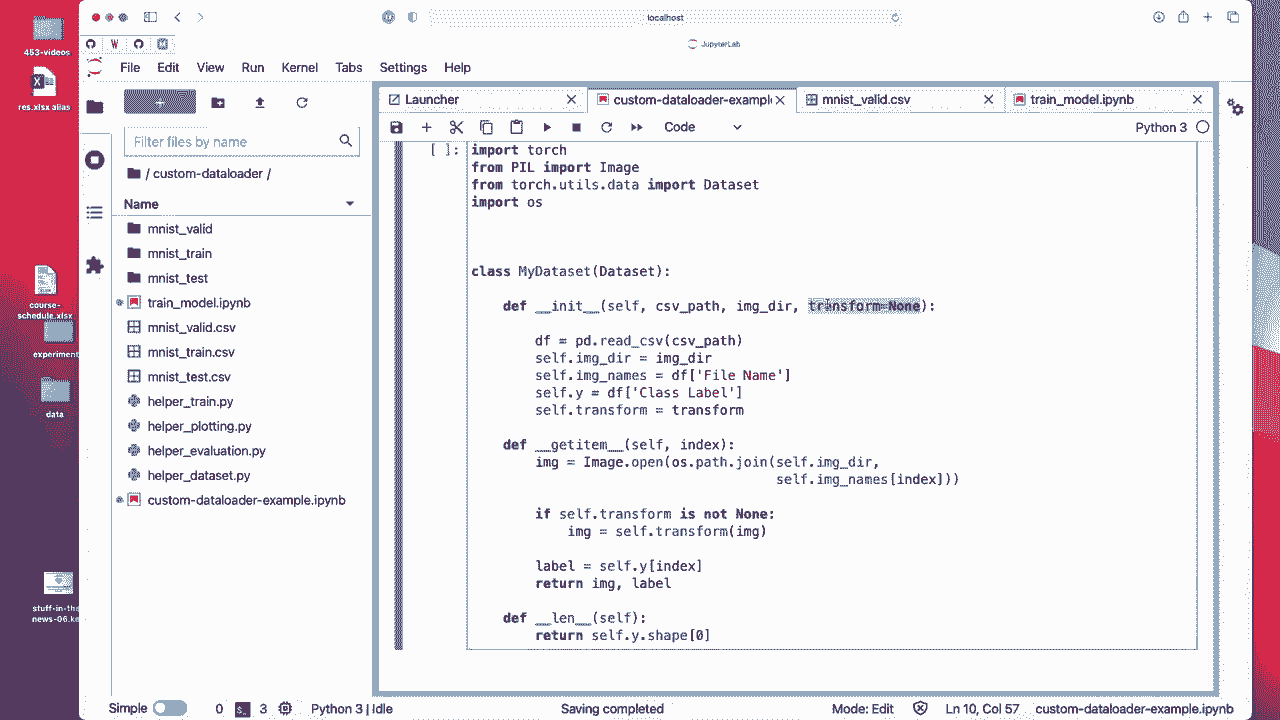 localhost
JupyterLab
453-videos
res.xlsx alias
course-
schedule.xlsx
experiment
data
stuff-in-the
news-06.ke
File Edit View Run Kernel Tabs Settings Help
Filter files by name
/ custom-dataloader /
Name
mnist_valid
mnist_train
mnist_test
train_model.ipynb
mnist_valid.csv
mnist_train.csv
mnist_test.csv
helper_train.py
helper_plotting.py
helper_evaluation.py
helper_dataset.py
custom-dataloader-example.ipynb
Launcher custom-dataloader-example mnist_valid.csv train_model.ipynb
Code Python 3
[ ]: import torch
from PIL import Image
from torch.utils.data import Dataset
import os
class MyDataset(Dataset):
def __init__(self, csv_path, img_dir, transform=None):
df = pd.read_csv(csv_path)
self.img_dir = img_dir
self.img_names = df['File Name']
self.y = df['Class Label']
self.transform = transform
def __getitem__(self, index):
img = Image.open(os.path.join(self.img_dir,
self.img_names[index]))
if self.transform is not None:
img = self.transform(img)
label = self.y[index]
return img, label
def __len__(self):
return self.y.shape[0]
Simple 0 3 Python 3 | Idle Saving completed Mode: Edit Ln 10, Col 57 custom-dataloader-example.ipynb